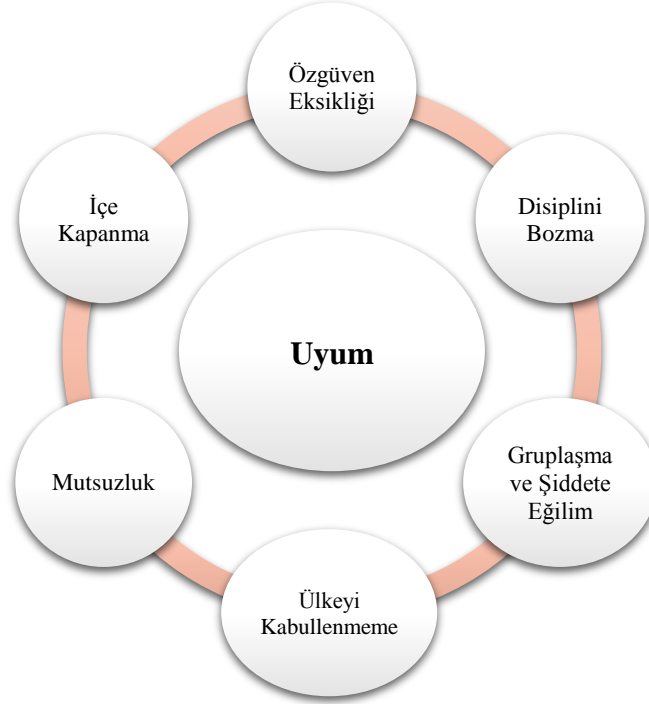 Özgüven
Eksikliği
Disiplini
Bozma
Gruplaşma
ve Şiddete
Eğilim
Ülkeyi
Kabullenmeme
Mutsuzluk
İçe
Kapanma
Uyum